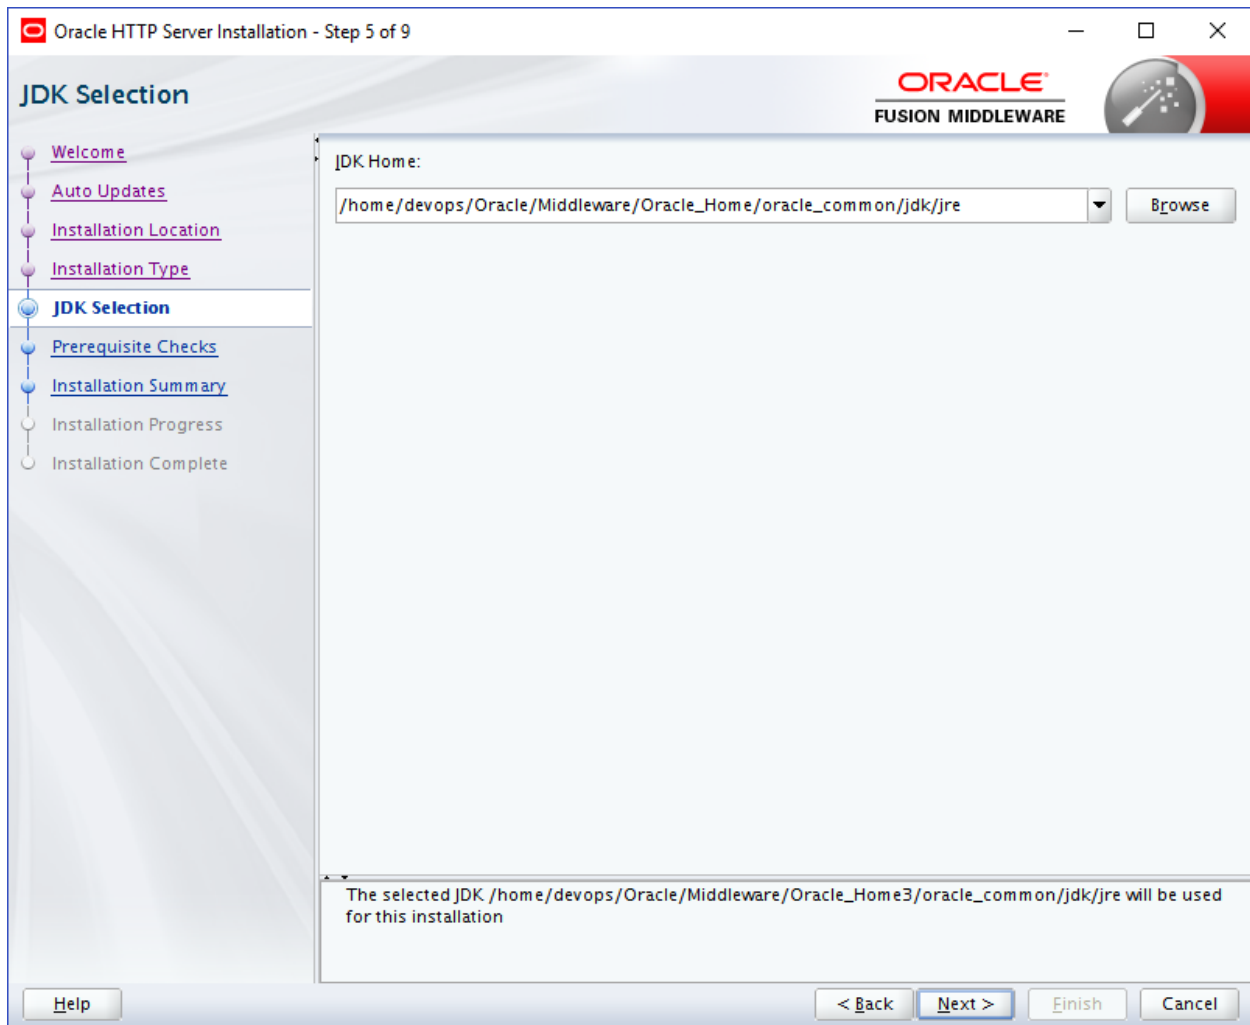 Oracle HTTP Server Installation - Step 5 of 9
JDK Selection
ORACLE
FUSION MIDDLEWARE
Welcome
Auto Updates
Installation Location
Installation Type
JDK Selection
Prerequisite Checks
Installation Summary
Installation Progress
Installation Complete
JDK Home:
/home/devops/Oracle/Middleware/Oracle_Home/oracle_common/jdk/jre
Browse
The selected JDK /home/devops/Oracle/Middleware/Oracle_Home3/oracle_common/jdk/jre will be used
for this installation
Help
< Back
Next >
Finish
Cancel